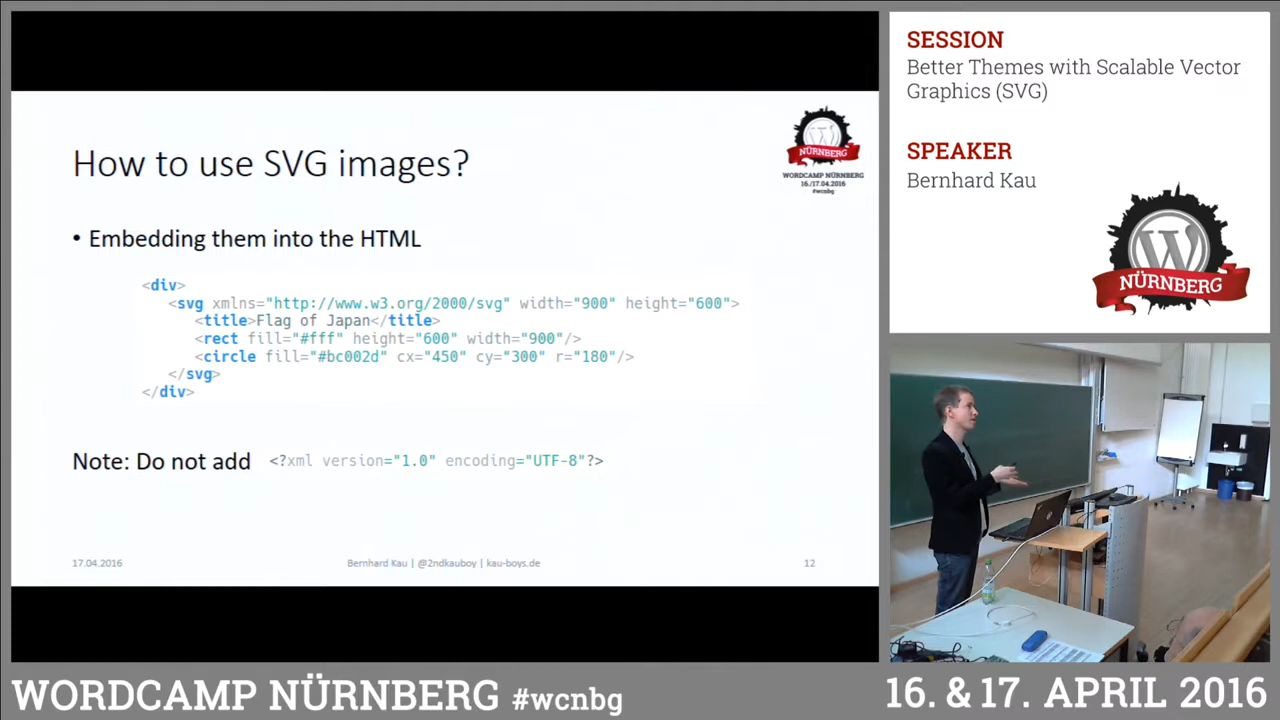 How to use SVG images?
NÜRNBERG
WORDCAMP NÜRNBERG
16./17.04.2016
#wcnbg
• Embedding them into the HTML
<div>
<svg xmlns="http://www.w3.org/2000/svg" width="900" height="600">
<title>Flag of Japan</title>
<rect fill="#fff" height="600" width="900"/>
<circle fill="#bc002d" cx="450" cy="300" r="180"/>
</svg>
</div>
Note: Do not add <?xml version="1.0" encoding="UTF-8"?>
17.04.2016
Bernhard Kau | @2ndkauboy | kau-boys.de
12
SESSION
Better Themes with Scalable Vector
Graphics (SVG)
SPEAKER
Bernhard Kau
NÜRNBERG
WORDCAMP NÜRNBERG #wcnbg
16. & 17. APRIL 2016